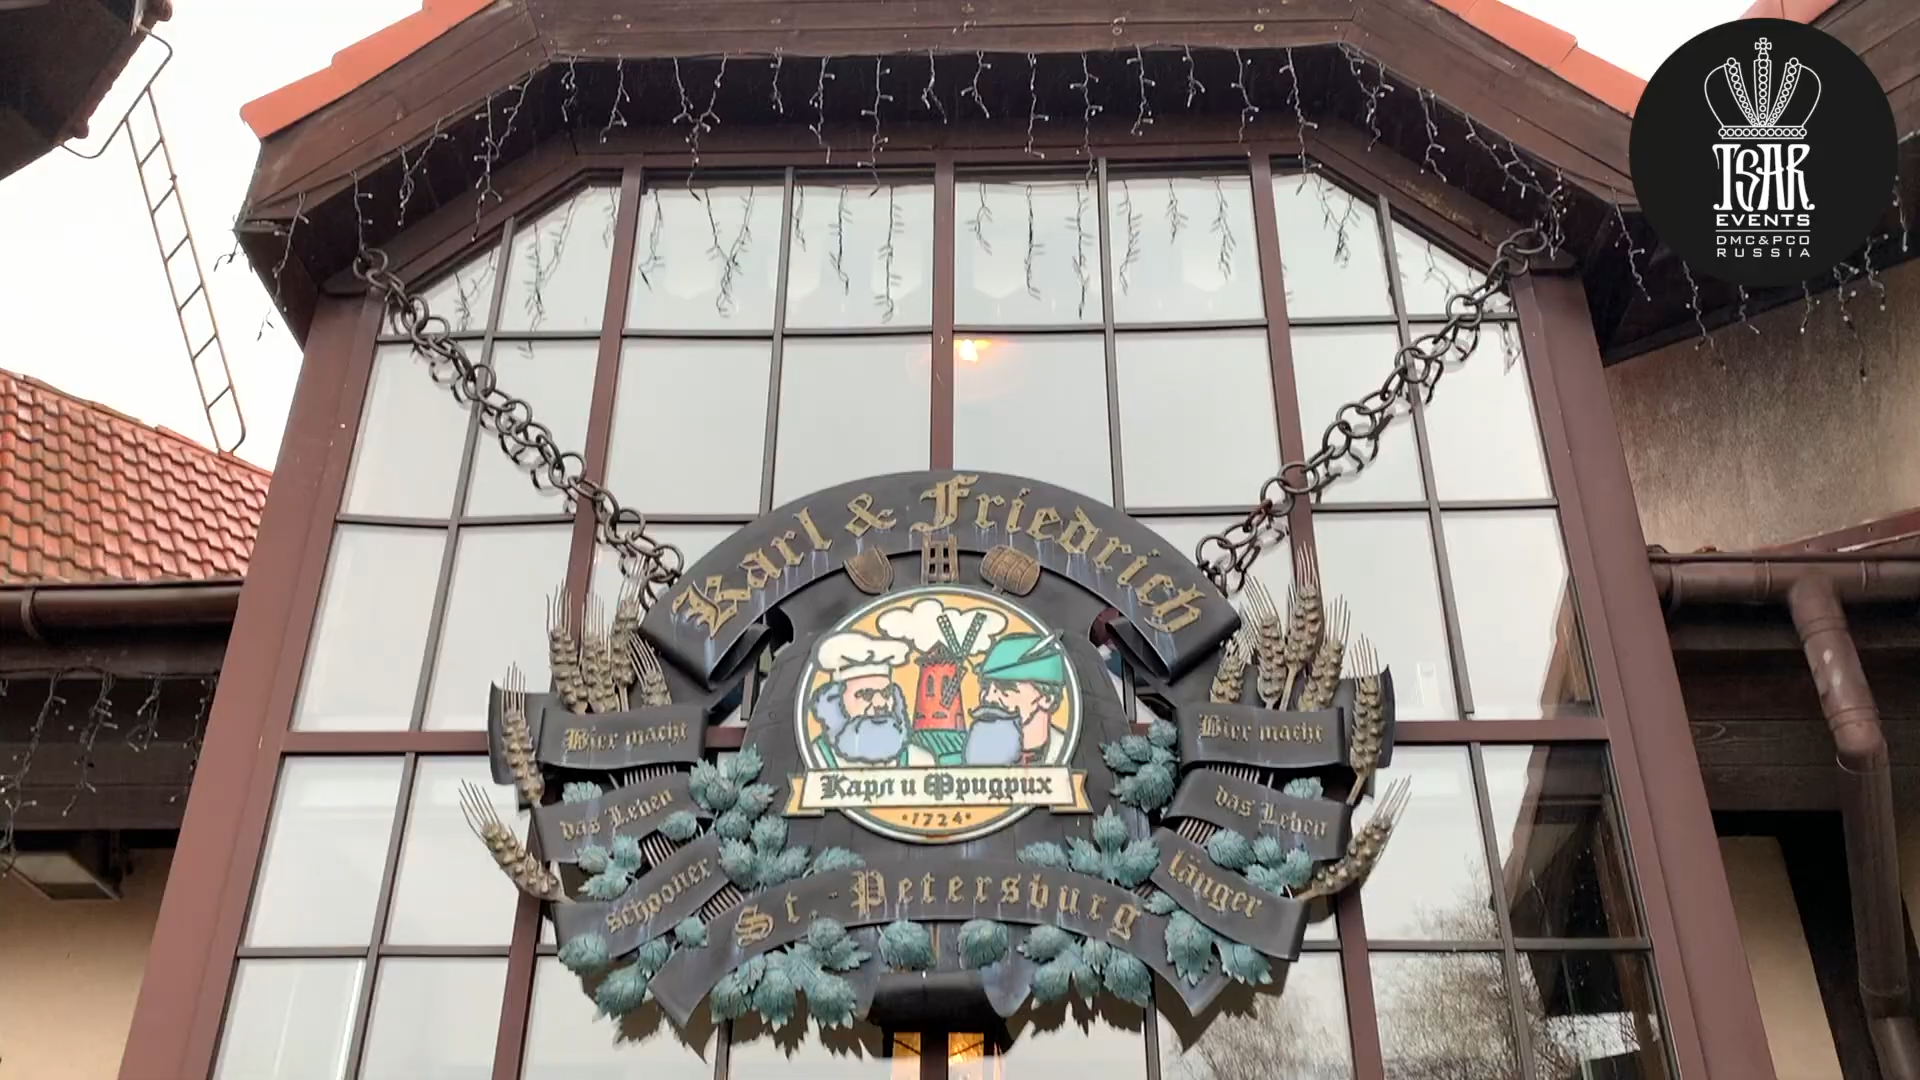 TSAR
EVENTS
DMC&PCO
RUSSIA
Karl & Friedrich
Карл и Фридрих
•1724•
Bier macht
das Leben
schooner
Bier macht
das Leben
länger
St.-Petersburg